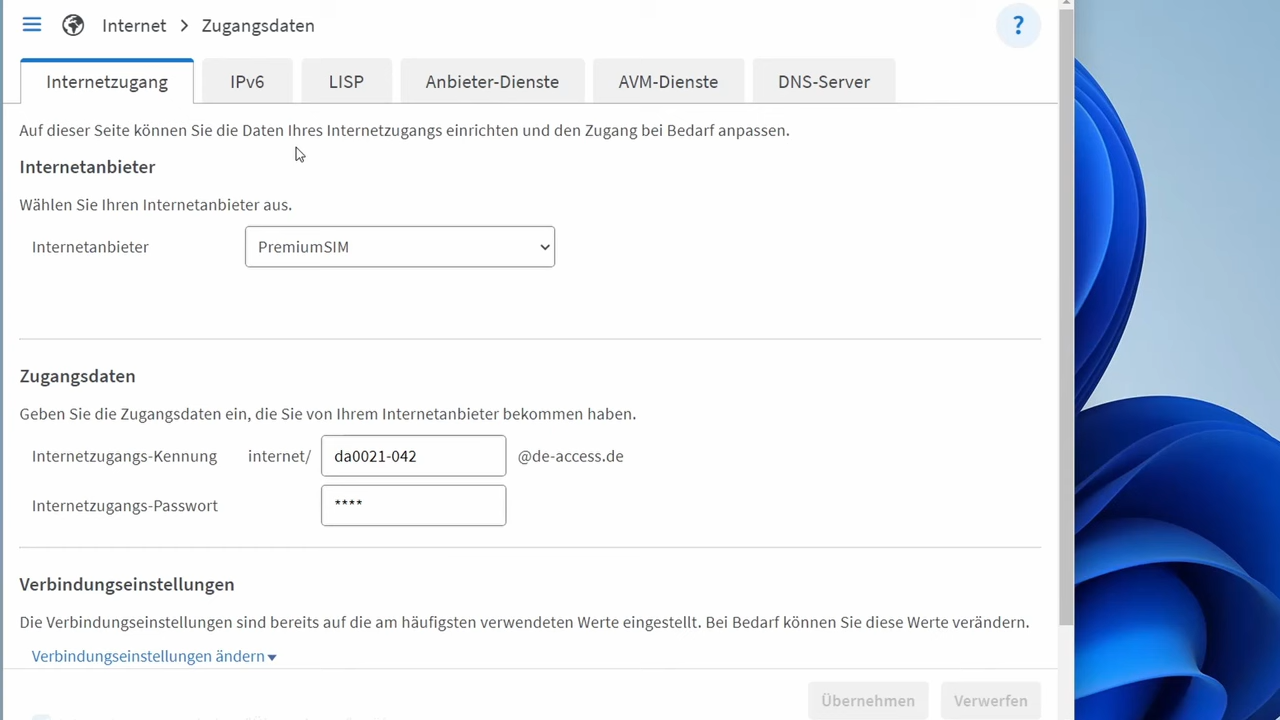 Internet > Zugangsdaten
?
Internetzugang IPv6 LISP Anbieter-Dienste AVM-Dienste DNS-Server
Auf dieser Seite können Sie die Daten Ihres Internetzugangs einrichten und den Zugang bei Bedarf anpassen.
Internetanbieter
Wählen Sie Ihren Internetanbieter aus.
Internetanbieter PremiumSIM
Zugangsdaten
Geben Sie die Zugangsdaten ein, die Sie von Ihrem Internetanbieter bekommen haben.
Internetzugangs-Kennung internet/ da0021-042 @de-access.de
Internetzugangs-Passwort ****
Verbindungseinstellungen
Die Verbindungseinstellungen sind bereits auf die am häufigsten verwendeten Werte eingestellt. Bei Bedarf können Sie diese Werte verändern.
Verbindungseinstellungen ändern
Übernehmen Verwerfen